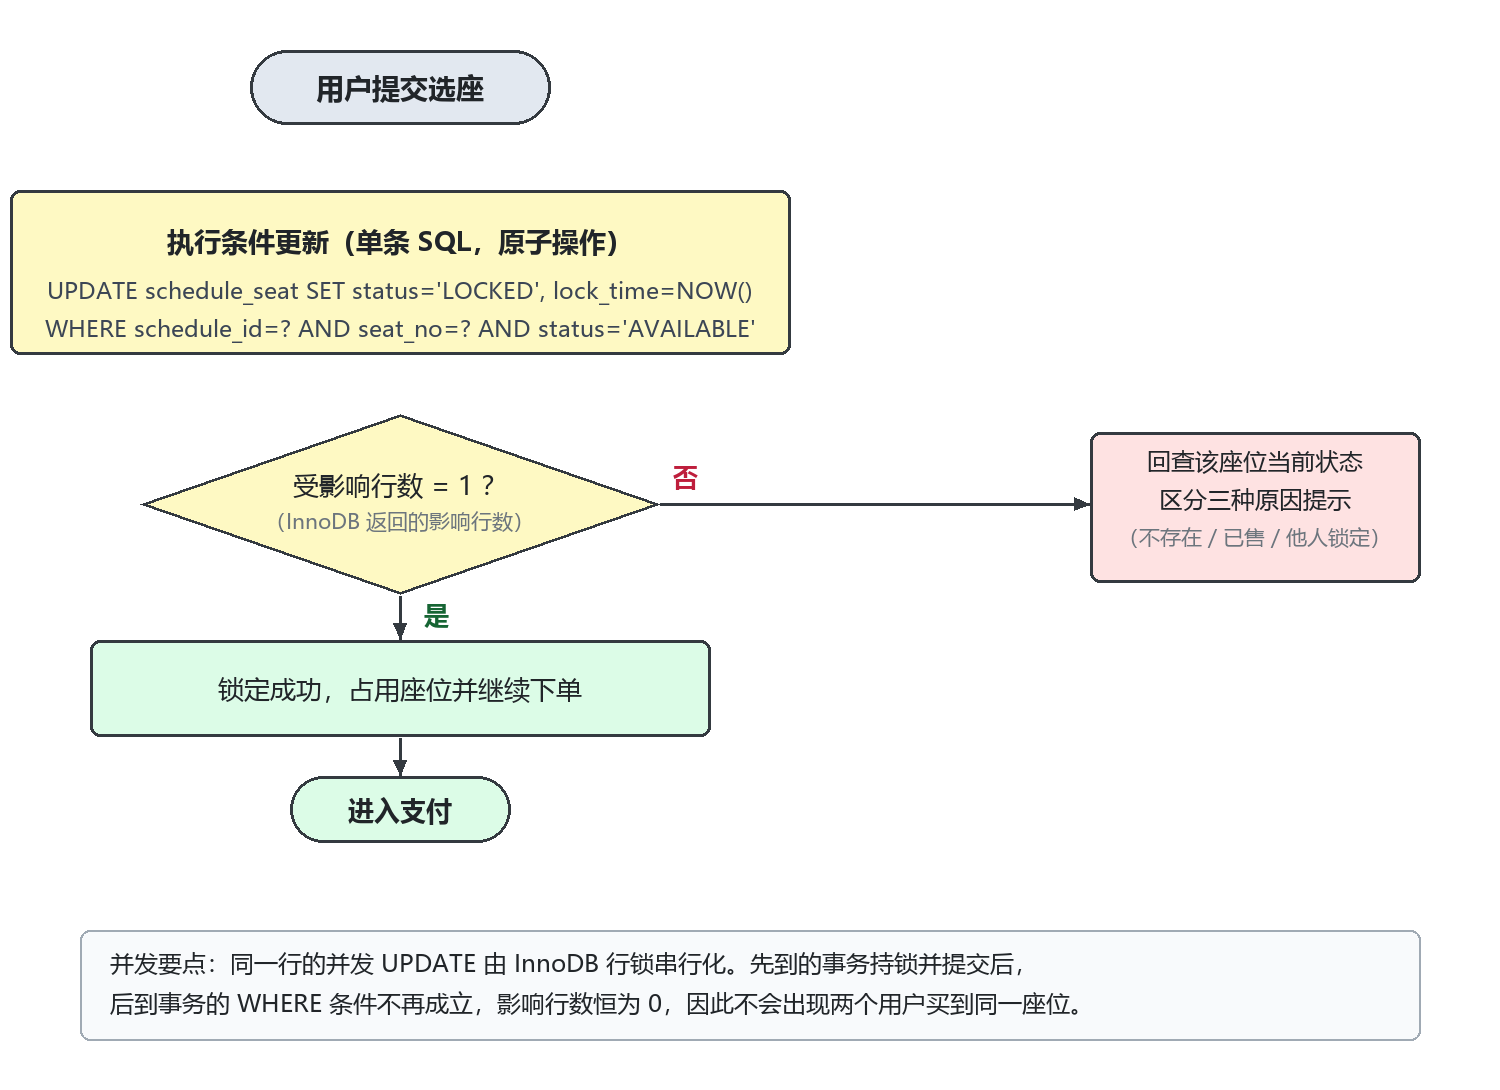 用户提交选座
执行条件更新（单条 SQL，原子操作）
UPDATE schedule_seat SET status='LOCKED', lock_time=NOW()
WHERE schedule_id=? AND seat_no=? AND status='AVAILABLE'
受影响行数 = 1 ?
（InnoDB 返回的影响行数）
否
回查该座位当前状态
区分三种原因提示
（不存在 / 已售 / 他人锁定）
是
锁定成功，占用座位并继续下单
进入支付
并发要点：同一行的并发 UPDATE 由 InnoDB 行锁串行化。先到的事务持锁并提交后，
后到事务的 WHERE 条件不再成立，影响行数恒为 0，因此不会出现两个用户买到同一座位。